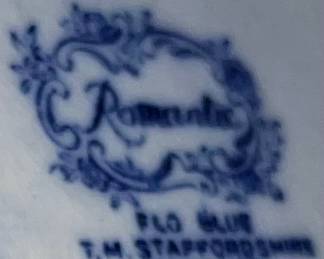 Romantic
FLO BLUE
T.M. STAFFORDSHIRE